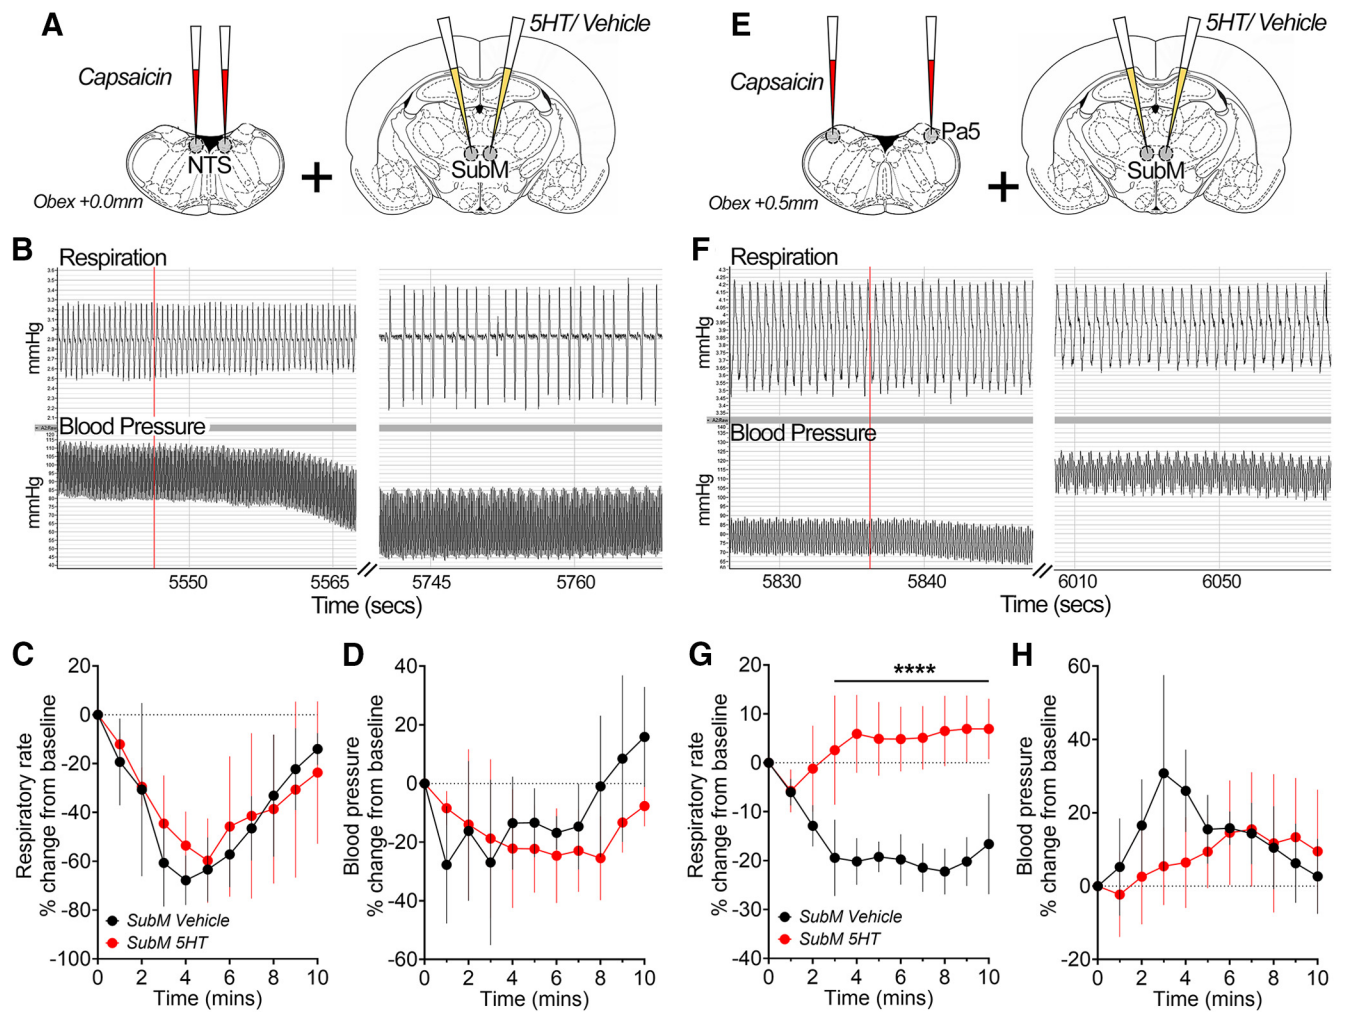 A
5HT/ Vehicle
Capsaicin
NTS
SubM
Obex +0.0mm
+
E
5HT/ Vehicle
Capsaicin
Pa5
SubM
Obex +0.5mm
+
B
Respiration
mmHg
Blood Pressure
mmHg
5550 5565 5745 5760
Time (secs)
F
Respiration
mmHg
Blood Pressure
mmHg
5830 5840 6010 6050
Time (secs)
C
Respiratory rate
% change from baseline
20
0
-20
-40
-60
-80
-100
SubM Vehicle
SubM 5HT
0 2 4 6 8 10
Time (mins)
D
Blood pressure
% change from baseline
40
20
0
-20
-40
-60
0 2 4 6 8 10
Time (mins)
G
Respiratory rate
% change from baseline
20
10
0
-10
-20
-30
-40
****
SubM Vehicle
SubM 5HT
0 2 4 6 8 10
Time (mins)
H
Blood pressure
% change from baseline
60
40
20
0
-20
0 2 4 6 8 10
Time (mins)